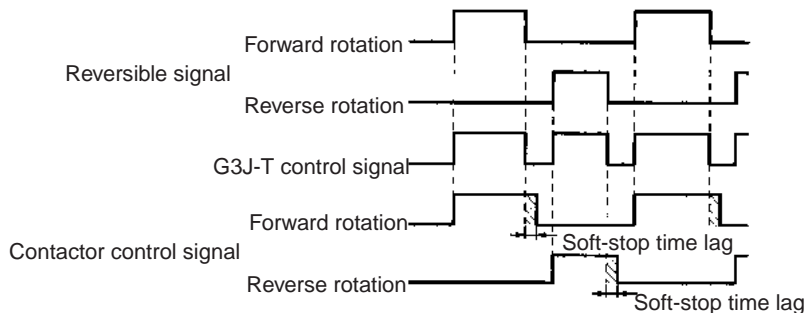 Forward rotation
Reversible signal
Reverse rotation
G3J-T control signal
Forward rotation
Soft-stop time lag
Contactor control signal
Reverse rotation
Soft-stop time lag